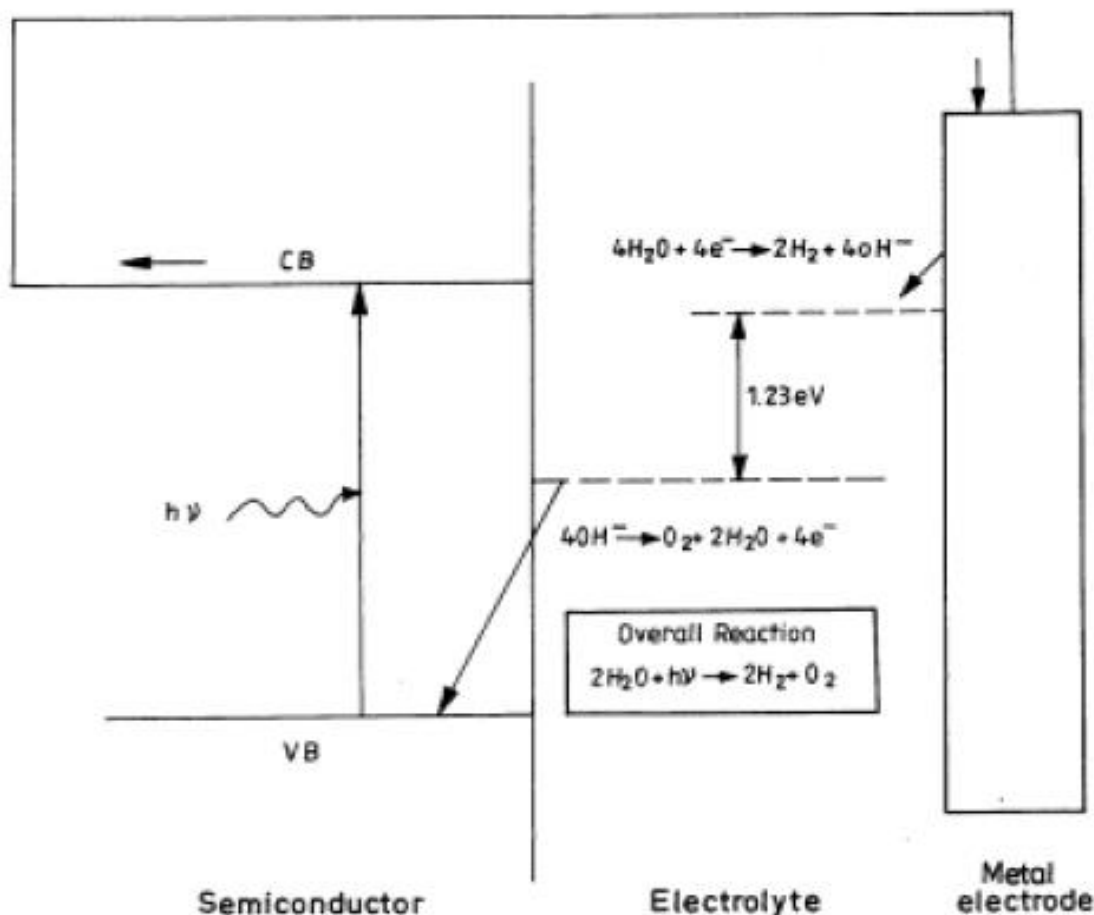 4H₂O + 4e⁻ → 2H₂ + 4oH⁻
CB
1.23eV
hν
4OH⁻ → O₂ + 2H₂O + 4e⁻
Overall Reaction
2H₂O + hν → 2H₂ + O₂
VB
Semiconductor
Electrolyte
Metal
electrode